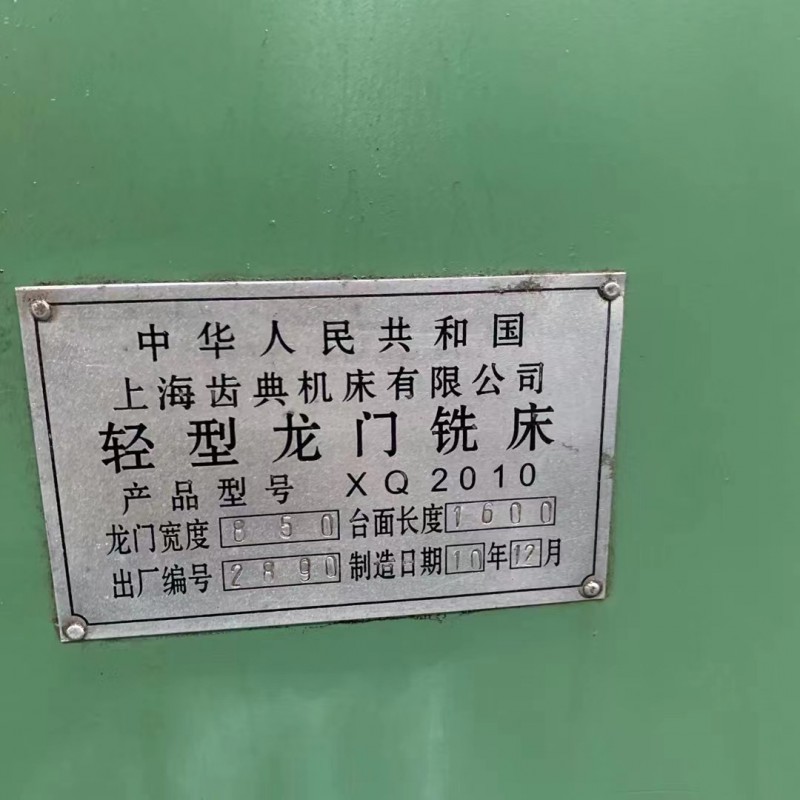 中华人民共和国
上海齿典机床有限公司
轻型龙门铣床
产品型号 XQ2010
龙门宽度 850 台面长度 1600
出厂编号 2890 制造日期 10年12月